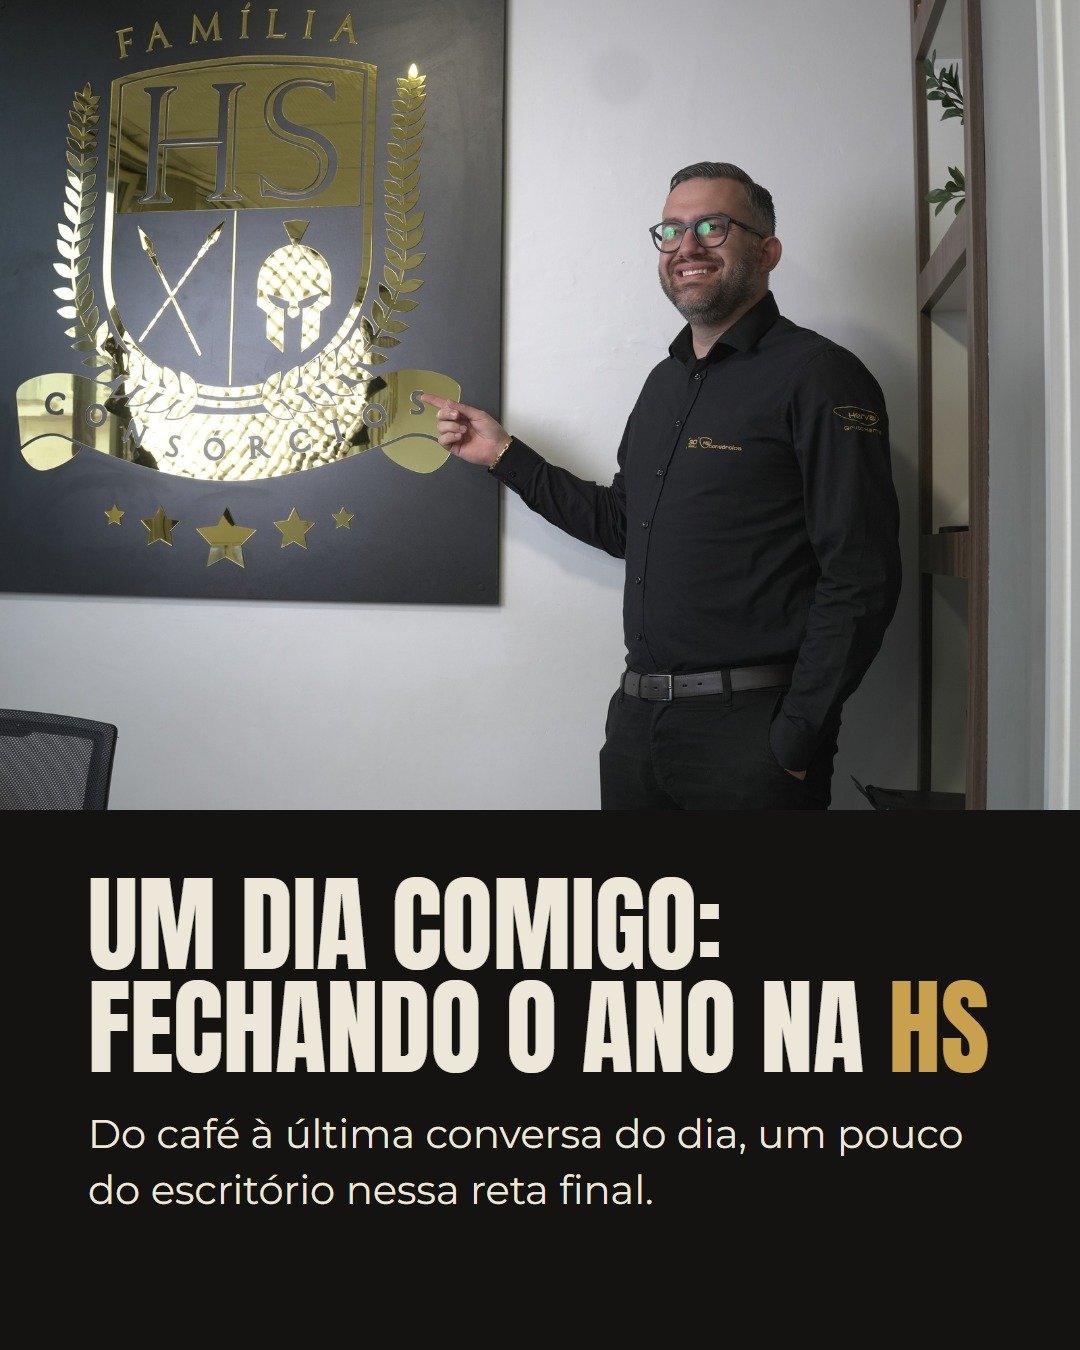 FAMÍLIA
HS
CONSÓRCIOS
Herval
UM DIA COMIGO:
FECHANDO O ANO NA HS
Do café à última conversa do dia, um pouco
do escritório nessa reta final.